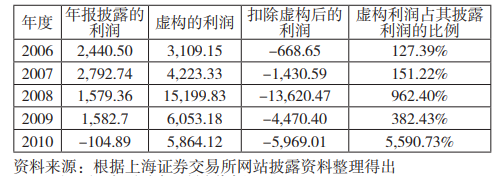 年度 年报披露的利润 虚构的利润 扣除虚构后的利润 虚构利润占其披露利润的比例
2006 2,440.50 3,109.15 -668.65 127.39%
2007 2,792.74 4,223.33 -1,430.59 151.22%
2008 1,579.36 15,199.83 -13,620.47 962.40%
2009 1,582.7 6,053.18 -4,470.40 382.43%
2010 -104.89 5,864.12 -5,969.01 5,590.73%
资料来源：根据上海证券交易所网站披露资料整理得出